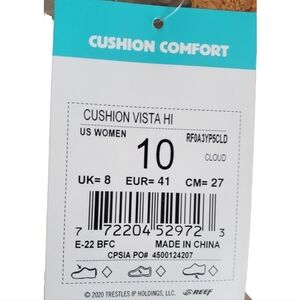 CUSHION COMFORT
CUSHION VISTA HI
US WOMEN
10
RF0A3YP5CLD
CLOUD
UK= 8 EUR= 41 CM= 27
7 72204 52972 3
E-22 BFC MADE IN CHINA
CPSIA PO# 4500124207
© 2020 TRESTLES IP HOLDINGS, LLC. REEF